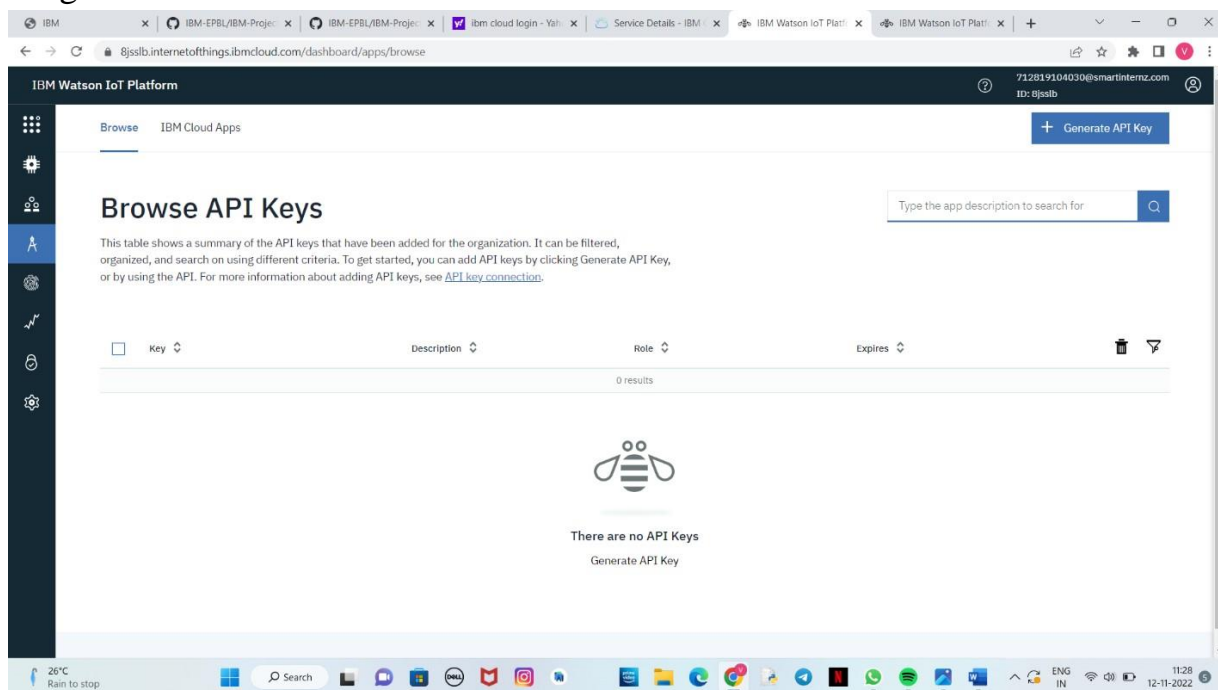 IBM
IBM-EPBL/IBM-Projec
IBM-EPBL/IBM-Projec
ibm cloud login - Yah
Service Details - IBM
IBM Watson IoT Platf
IBM Watson IoT Platf
8jsslb.internetofthings.ibmcloud.com/dashboard/apps/browse
V
IBM Watson IoT Platform
712819104030@smartinternz.com
ID: 8jsslb
Browse
IBM Cloud Apps
+ Generate API Key
Browse API Keys
Type the app description to search for
This table shows a summary of the API keys that have been added for the organization. It can be filtered,
organized, and search on using different criteria. To get started, you can add API keys by clicking Generate API Key,
or by using the API. For more information about adding API keys, see API key connection.
Key
Description
Role
Expires
0 results
There are no API Keys
Generate API Key
26°C
Rain to stop
Search
ENG
IN
11:28
12-11-2022
5